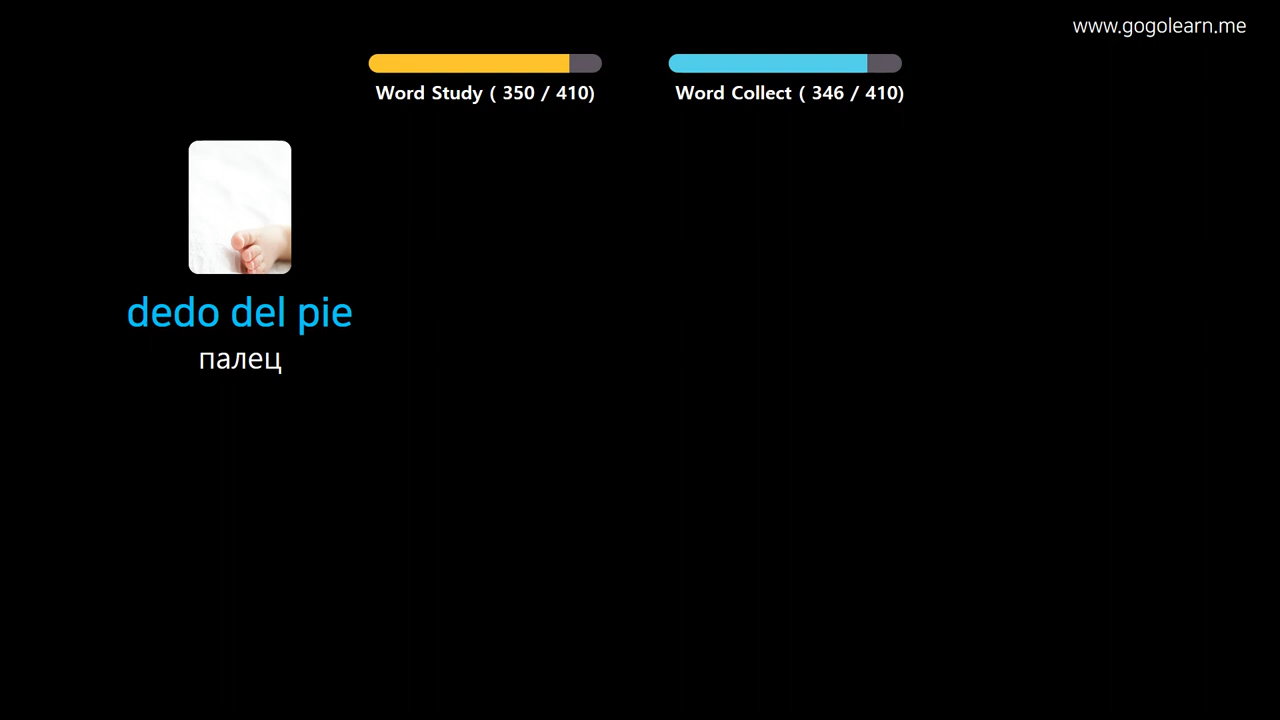 www.gogolearn.me
Word Study ( 350 / 410)
Word Collect ( 346 / 410)
dedo del pie
палец